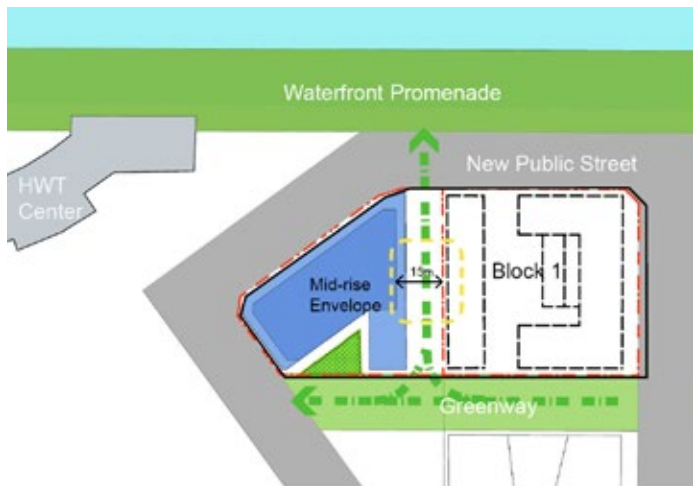 Waterfront Promenade
New Public Street
HWT
Center
15m
Block 1
Mid-rise
Envelope
Greenway